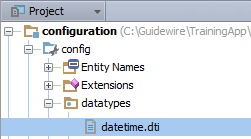 Project
configuration (C:\Guidewire\TrainingApp\
config
Entity Names
Extensions
datatypes
datetime.dti